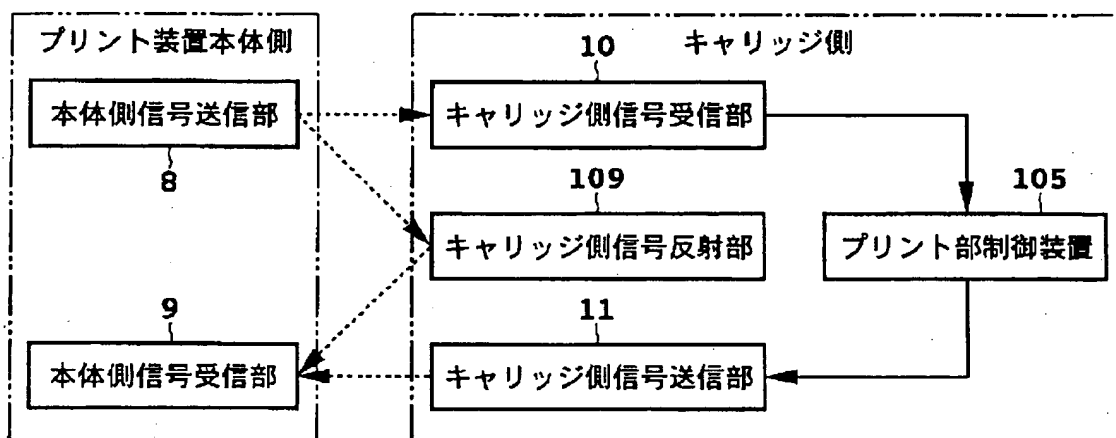 プリント装置本体側
キャリッジ側
本体側信号送信部
8
10
キャリッジ側信号受信部
109
キャリッジ側信号反射部
105
プリント部制御装置
9
本体側信号受信部
11
キャリッジ側信号送信部